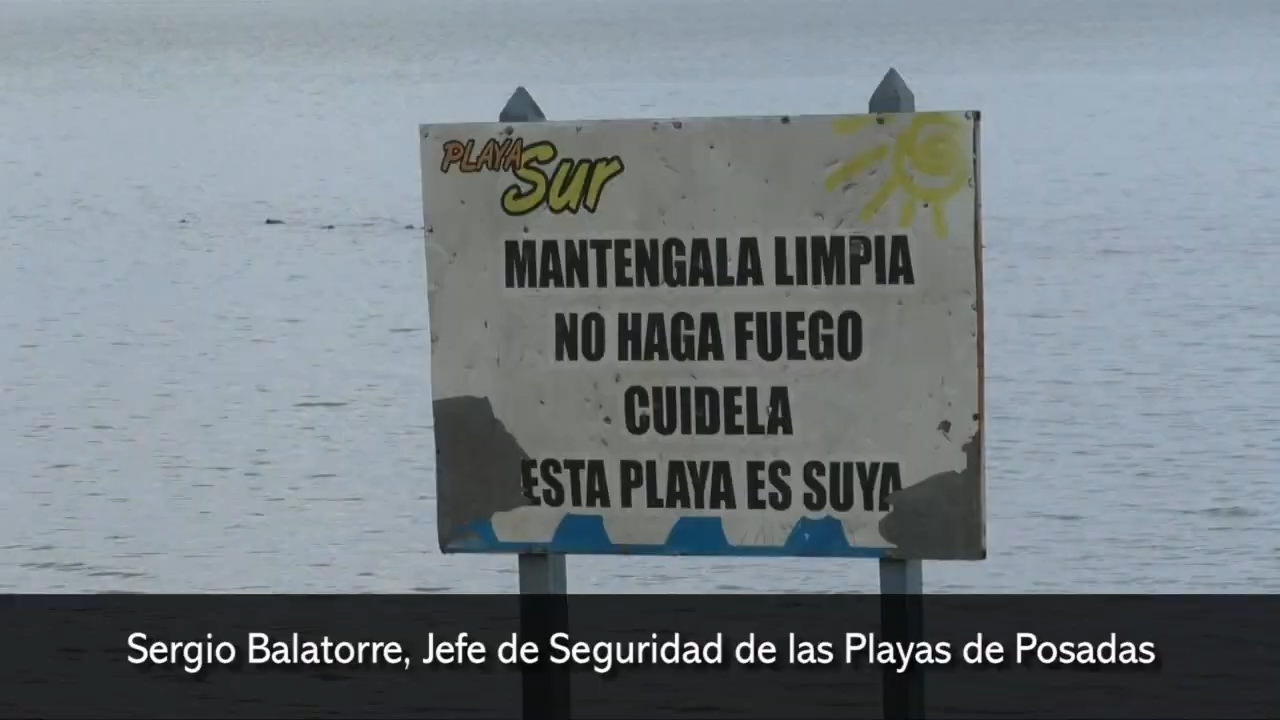 PLAYA Sur
MANTENGALA LIMPIA
NO HAGA FUEGO
CUIDELA
ESTA PLAYA ES SUYA
Sergio Balatorre, Jefe de Seguridad de las Playas de Posadas